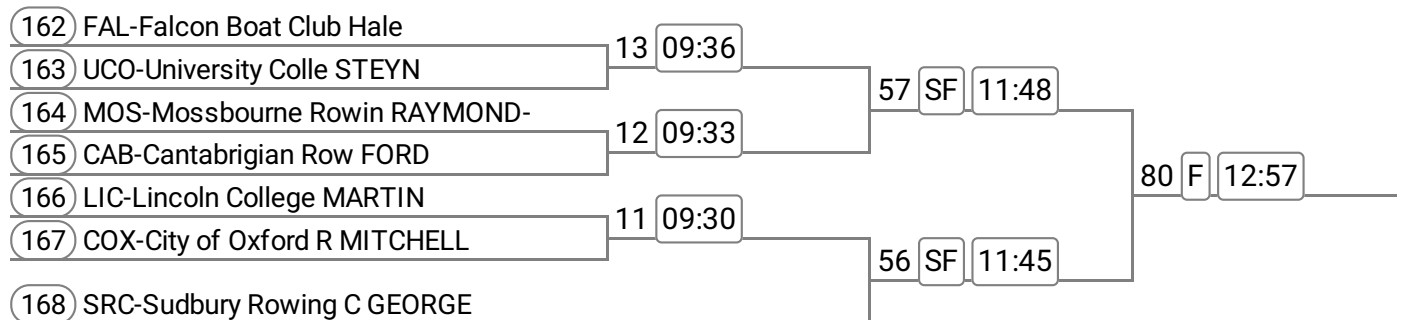 162 FAL-Falcon Boat Club Hale
13 09:36
163 UCO-University Colle STEYN
57 SF 11:48
164 MOS-Mossbourne Rowin RAYMOND-
12 09:33
165 CAB-Cantabrigian Row FORD
80 F 12:57
166 LIC-Lincoln College MARTIN
11 09:30
167 COX-City of Oxford R MITCHELL
56 SF 11:45
168 SRC-Sudbury Rowing C GEORGE